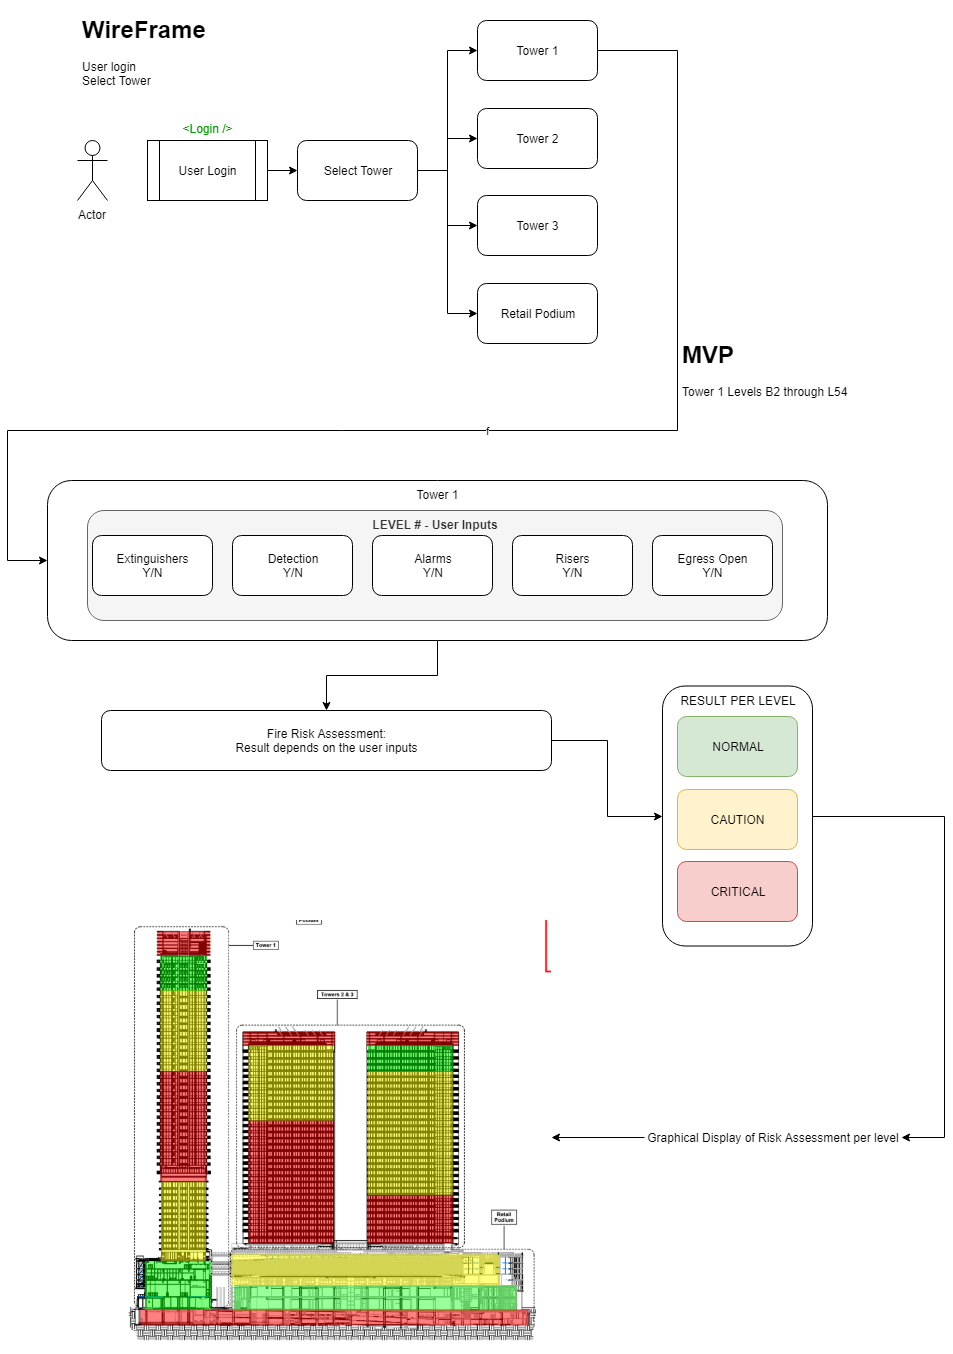 WireFrame
User login
Select Tower
<Login />
User Login
Actor
Select Tower
Tower 1
Tower 2
Tower 3
Retail Podium
MVP
Tower 1 Levels B2 through L54
f
Tower 1
LEVEL # - User Inputs
Extinguishers
Y/N
Detection
Y/N
Alarms
Y/N
Risers
Y/N
Egress Open
Y/N
Fire Risk Assessment:
Result depends on the user inputs
RESULT PER LEVEL
NORMAL
CAUTION
CRITICAL
Graphical Display of Risk Assessment per level
Tower 1
Towers 2 & 3
Retail
Podium